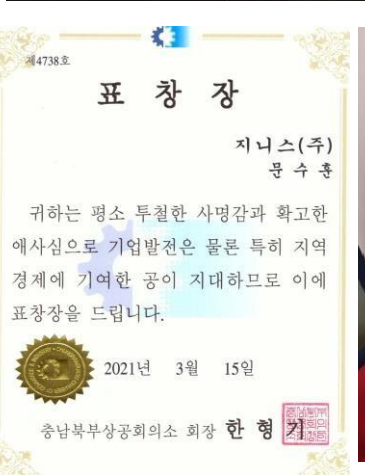 제4738호
표 창 장
지니스(주)
문 수 훈
귀하는 평소 투철한 사명감과 확고한
애사심으로 기업발전은 물론 특히 지역
경제에 기여한 공이 지대하므로 이에
표창장을 드립니다.
2021년 3월 15일
충남북부상공회의소 회장 한 형 기